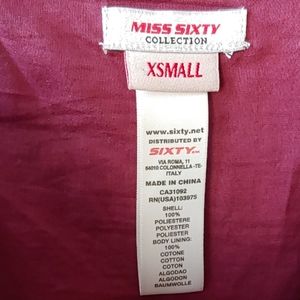 MISS SIXTY
COLLECTION
XSMALL
www.sixty.net
DISTRIBUTED BY
SIXTY
VIA ROMA, 11
64010 COLONNELLA -TE-
ITALY
MADE IN CHINA
CA31092
RN(USA)103975
SHELL:
100%
POLIESTERE
POLYESTER
POLIESTER
BODY LINING:
100%
COTONE
COTTON
COTON
ALGODAO
ALGODON
BAUMWOLLE